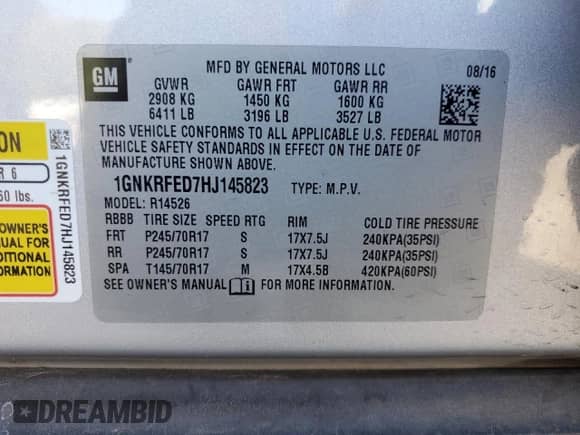 GM
MFD BY GENERAL MOTORS LLC 08/16
GVWR GAWR FRT GAWR RR
2908 KG 1450 KG 1600 KG
6411 LB 3196 LB 3527 LB
THIS VEHICLE CONFORMS TO ALL APPLICABLE U.S. FEDERAL MOTOR
VEHICLE SAFETY STANDARDS IN EFFECT ON THE DATE OF
MANUFACTURE SHOWN ABOVE.
1GNKRFED7HJ145823 TYPE: M.P.V.
MODEL: R14526
RBBB TIRE SIZE SPEED RTG RIM COLD TIRE PRESSURE
FRT P245/70R17 S 17X7.5J 240KPA(35PSI)
RR P245/70R17 S 17X7.5J 240KPA(35PSI)
SPA T145/70R17 M 17X4.5B 420KPA(60PSI)
SEE OWNER'S MANUAL FOR MORE INFORMATION.
ON
R 6
60 lbs.
OWNER'S
UAL FOR
DITIONAL
ORMATION
1GNKRFED7HJ145823
DREAMBID